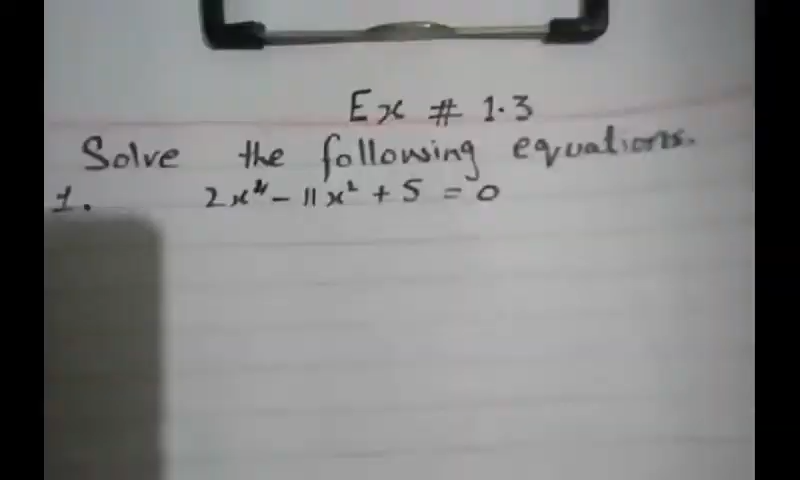 Ex # 1.3
Solve the following equations.
1. 2x⁴ - 11x² + 5 = 0